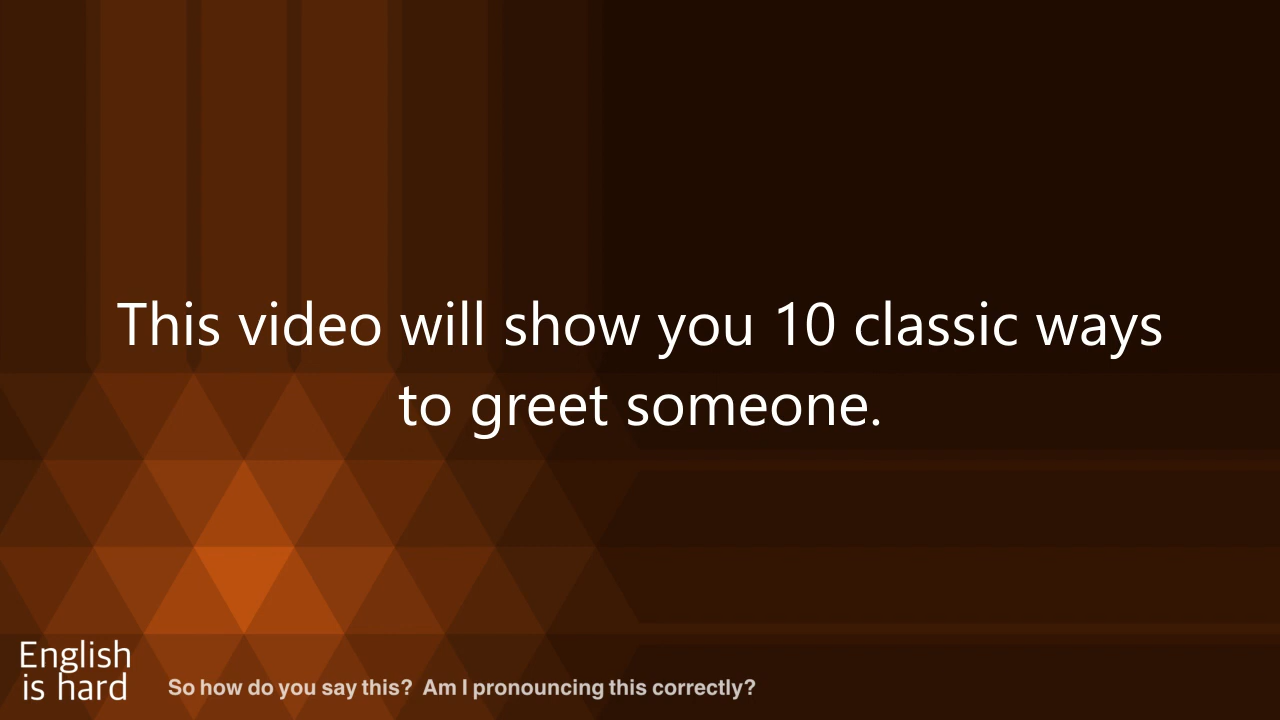 This video will show you 10 classic ways
to greet someone.
English
is hard
So how do you say this?  Am I pronouncing this correctly?